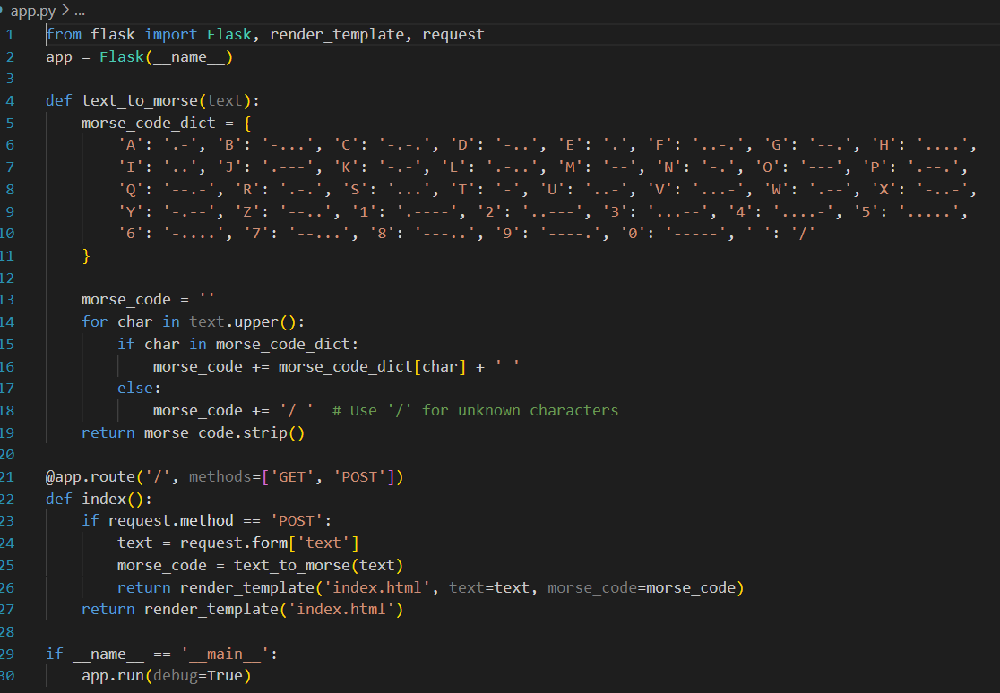 app.py > ...
1 from flask import Flask, render_template, request
2 app = Flask(__name__)
3
4 def text_to_morse(text):
5     morse_code_dict = {
6         'A': '.-', 'B': '-...', 'C': '-.-.', 'D': '-..', 'E': '.', 'F': '..-.', 'G': '--.', 'H': '....',
7         'I': '..', 'J': '.---', 'K': '-.-', 'L': '.-..', 'M': '--', 'N': '-.', 'O': '---', 'P': '.--.',
8         'Q': '--.-', 'R': '.-.', 'S': '...', 'T': '-', 'U': '..-', 'V': '...-', 'W': '.--', 'X': '-..-',
9         'Y': '-.--', 'Z': '--..', '1': '.----', '2': '..---', '3': '...--', '4': '....-', '5': '.....',
10         '6': '-....', '7': '--...', '8': '---..', '9': '----.', '0': '-----', ' ': '/'
11     }
12
13     morse_code = ''
14     for char in text.upper():
15         if char in morse_code_dict:
16             morse_code += morse_code_dict[char] + ' '
17         else:
18             morse_code += '/ '  # Use '/' for unknown characters
19     return morse_code.strip()
20
21 @app.route('/', methods=['GET', 'POST'])
22 def index():
23     if request.method == 'POST':
24         text = request.form['text']
25         morse_code = text_to_morse(text)
26         return render_template('index.html', text=text, morse_code=morse_code)
27     return render_template('index.html')
28
29 if __name__ == '__main__':
30     app.run(debug=True)